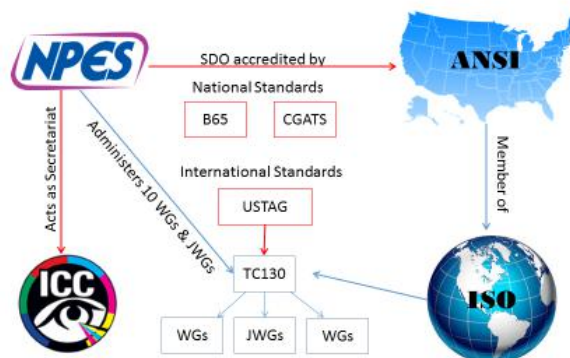 NPES
SDO accredited by
ANSI
National Standards
B65
CGATS
Administers 10 WGs & JWGs
Acts as Secretariat
Member of
International Standards
USTAG
TC130
ICC
ISO
WGs
JWGs
WGs